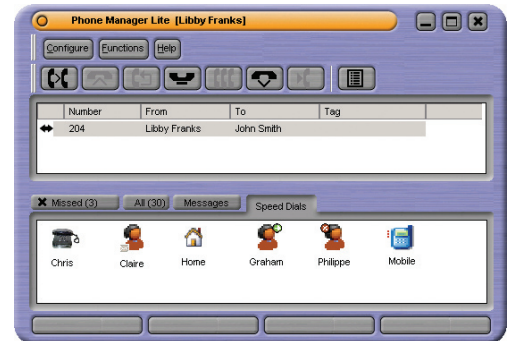 Phone Manager Lite [Libby Franks]
Configure Functions Help
Number From To Tag
204 Libby Franks John Smith
Missed (3) All (30) Messages Speed Dials
Chris Claire Home Graham Philippe Mobile